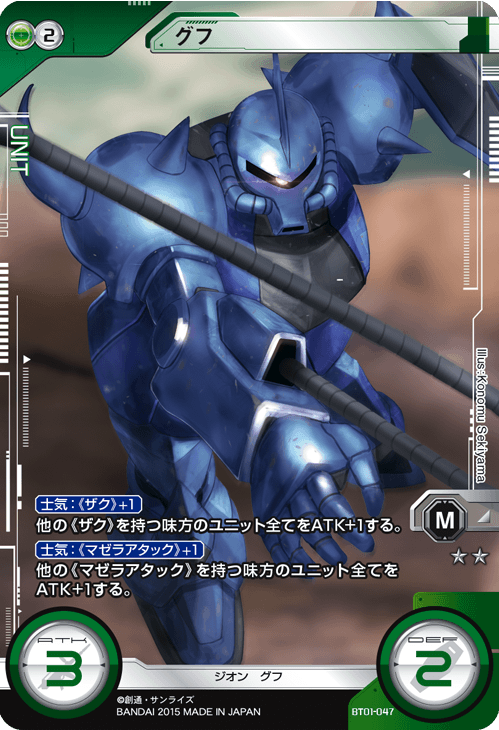 2
グフ
UNIT
Illus:Konomu Sekiyama
士気：《ザク》+1
他の《ザク》を持つ味方のユニット全てをATK+1する。
M
士気：《マゼラアタック》+1
他の《マゼラアタック》を持つ味方のユニット全てを
ATK+1する。
ATK
3
DEF
2
ジオン グフ
©創通・サンライズ
BANDAI 2015 MADE IN JAPAN
BT01-047